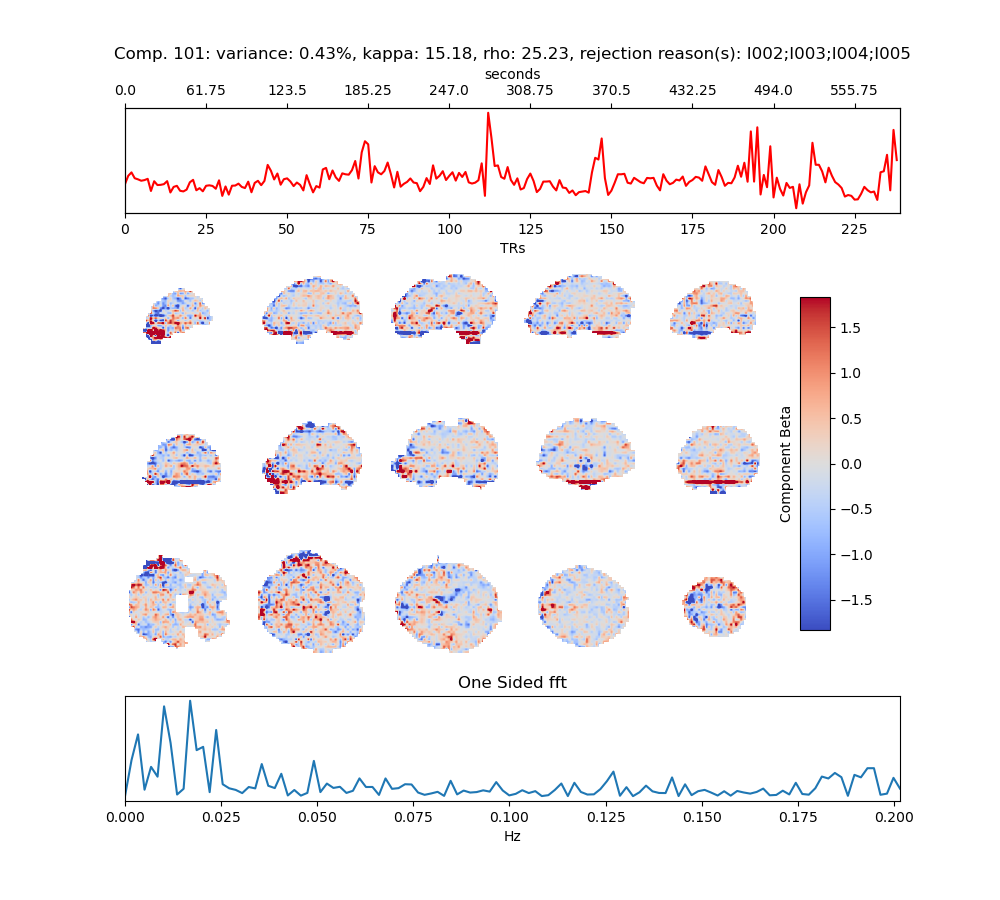 Comp. 101: variance: 0.43%, kappa: 15.18, rho: 25.23, rejection reason(s): I002;I003;I004;I005
seconds
0.0 61.75 123.5 185.25 247.0 308.75 370.5 432.25 494.0 555.75
0 25 50 75 100 125 150 175 200 225
TRs
Component Beta
1.5
1.0
0.5
0.0
−0.5
−1.0
−1.5
One Sided fft
0.000 0.025 0.050 0.075 0.100 0.125 0.150 0.175 0.200
Hz